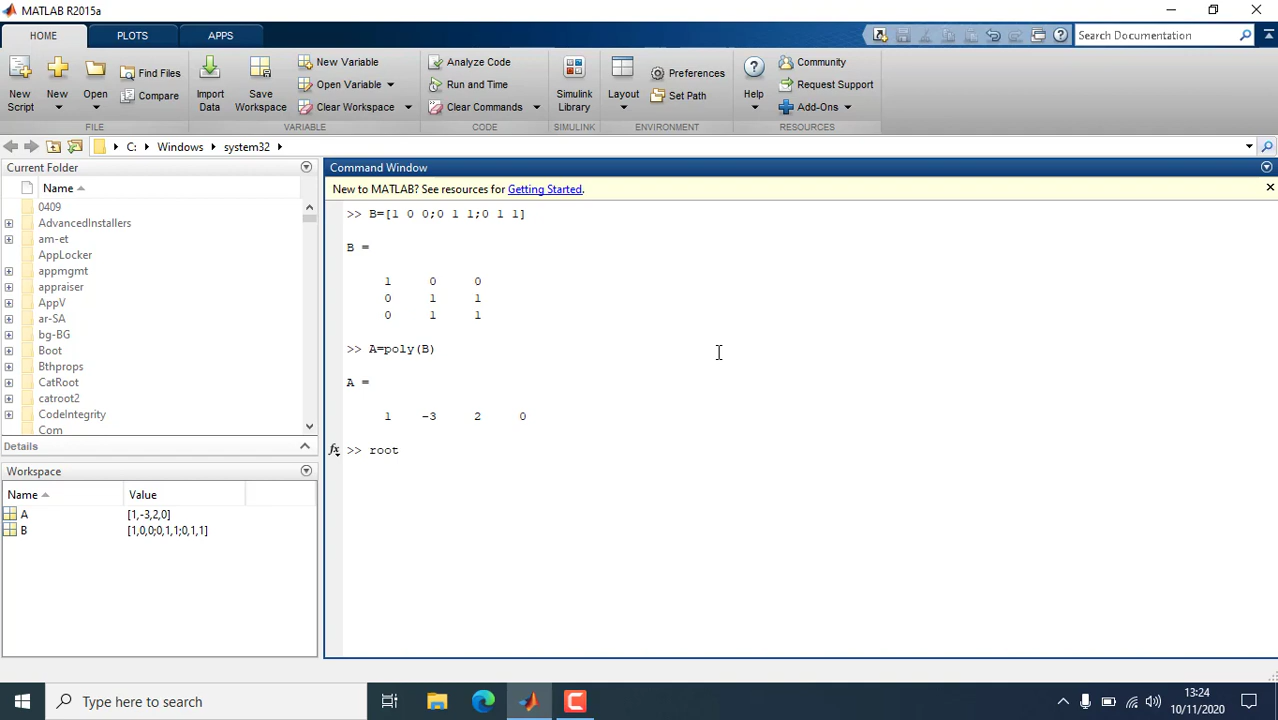 MATLAB R2015a
HOME PLOTS APPS Search Documentation
New Script
New
Open
Find Files
Compare
Import Data
Save Workspace
New Variable
Open Variable
Clear Workspace
Analyze Code
Run and Time
Clear Commands
Simulink Library
Layout
Preferences
Set Path
Help
Community
Request Support
Add-Ons
FILE VARIABLE CODE SIMULINK ENVIRONMENT RESOURCES
C: Windows system32
Current Folder
Name
0409
AdvancedInstallers
am-et
AppLocker
appmgmt
appraiser
AppV
ar-SA
bg-BG
Boot
Bthprops
CatRoot
catroot2
CodeIntegrity
Com
Details
Workspace
Name Value
A [1,-3,2,0]
B [1,0,0;0,1,1;0,1,1]
Command Window
New to MATLAB? See resources for Getting Started.
>> B=[1 0 0;0 1 1;0 1 1]
B =
1 0 0
0 1 1
0 1 1
>> A=poly(B)
A =
1 -3 2 0
fx >> root
Type here to search
13:24
10/11/2020